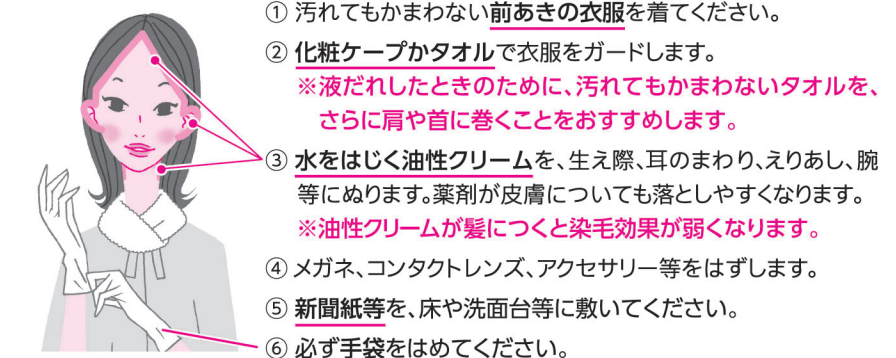 ① 汚れてもかまわない前あきの衣服を着てください。
② 化粧ケープかタオルで衣服をガードします。
※液だれしたときのために、汚れてもかまわないタオルを、
さらに肩や首に巻くことをおすすめします。
③ 水をはじく油性クリームを、生え際、耳のまわり、えりあし、腕
等にぬります。薬剤が皮膚についても落としやすくなります。
※油性クリームが髪につくと染毛効果が弱くなります。
④ メガネ、コンタクトレンズ、アクセサリー等をはずします。
⑤ 新聞紙等を、床や洗面台等に敷いてください。
⑥ 必ず手袋をはめてください。